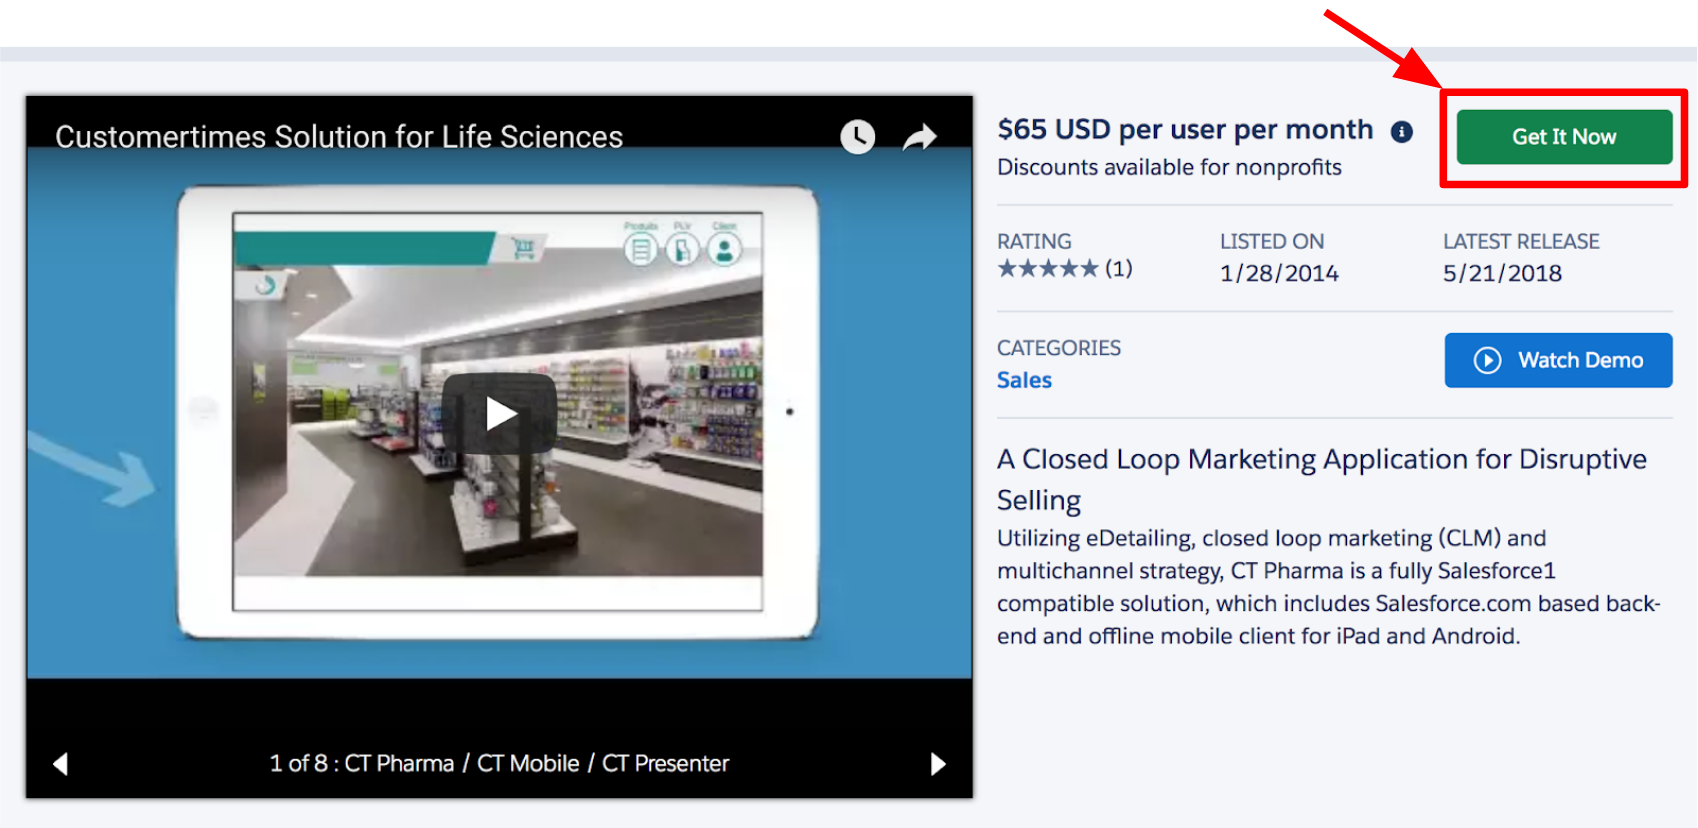 Customertimes Solution for Life Sciences
Produits PLV Client
1 of 8 : CT Pharma / CT Mobile / CT Presenter
$65 USD per user per month
Discounts available for nonprofits
Get It Now
RATING
(1)
LISTED ON
1/28/2014
LATEST RELEASE
5/21/2018
CATEGORIES
Sales
Watch Demo
A Closed Loop Marketing Application for Disruptive
Selling
Utilizing eDetailing, closed loop marketing (CLM) and
multichannel strategy, CT Pharma is a fully Salesforce1
compatible solution, which includes Salesforce.com based back-
end and offline mobile client for iPad and Android.